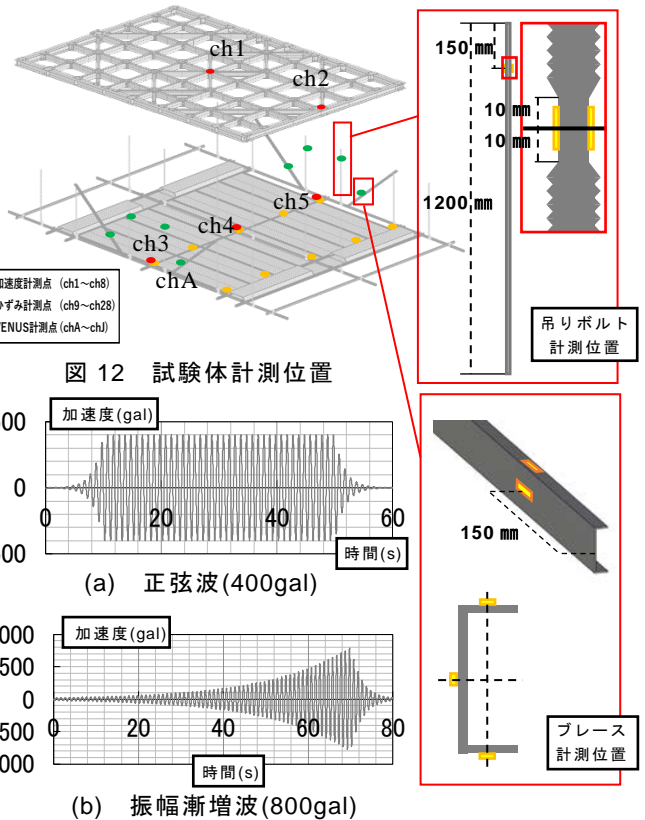 ch1
ch2
ch5
ch4
ch3
chA
加速度計測点 (ch1～ch8)
ひずみ計測点 (ch9～ch28)
VENUS計測点 (chA～chJ)
図 12 試験体計測位置
150 mm
10 mm
10 mm
1200 mm
吊りボルト
計測位置
加速度(gal)
500
0
500
0
20
40
60
時間(s)
(a) 正弦波(400gal)
加速度(gal)
000
500
0
500
000
0
20
40
60
80
時間(s)
(b) 振幅漸増波(800gal)
150 mm
ブレース
計測位置